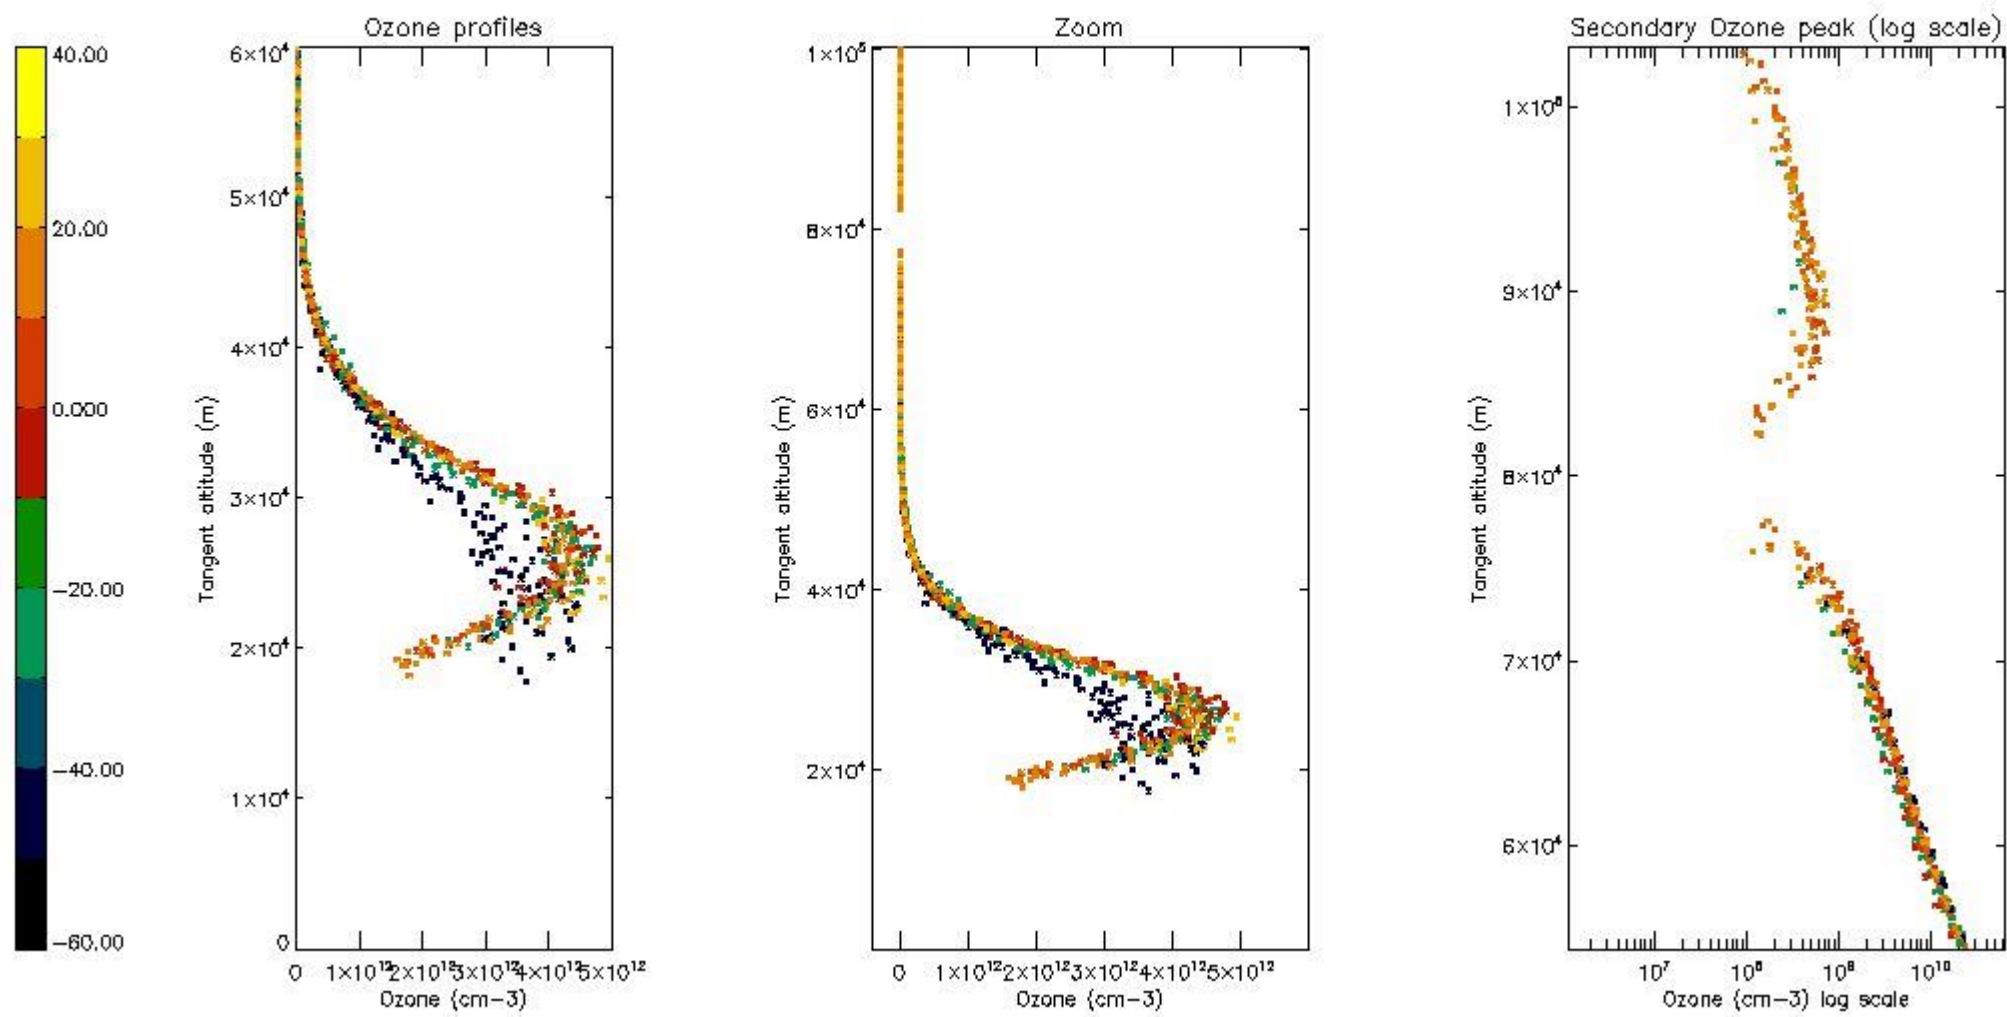 Ozone profiles
Zoom
Secondary Ozone peak (log scale)
40.00
20.00
0.000
−20.00
−40.00
−60.00
6×10⁴
5×10⁴
4×10⁴
3×10⁴
2×10⁴
1×10⁴
0
Tangent altitude (m)
0 1×10¹² 2×10¹² 3×10¹² 4×10¹² 5×10¹²
Ozone (cm−3)
1×10⁵
8×10⁴
6×10⁴
4×10⁴
2×10⁴
Tangent altitude (m)
0 1×10¹² 2×10¹² 3×10¹² 4×10¹² 5×10¹²
Ozone (cm−3)
1×10⁵
9×10⁴
8×10⁴
7×10⁴
6×10⁴
Tangent altitude (m)
10⁷ 10⁸ 10⁹ 10¹⁰
Ozone (cm−3) log scale